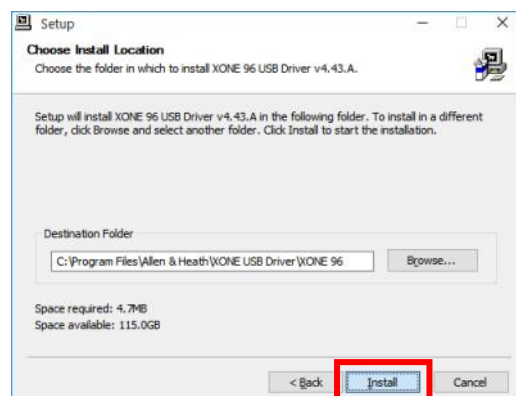 Setup
Choose Install Location
Choose the folder in which to install XONE 96 USB Driver v4.43.A.
Setup will install XONE 96 USB Driver v4.43.A in the following folder. To install in a different
folder, click Browse and select another folder. Click Install to start the installation.
Destination Folder
C:\Program Files\Allen & Heath\XONE USB Driver\XONE 96
Browse...
Space required: 4.7MB
Space available: 115.0GB
< Back
Install
Cancel